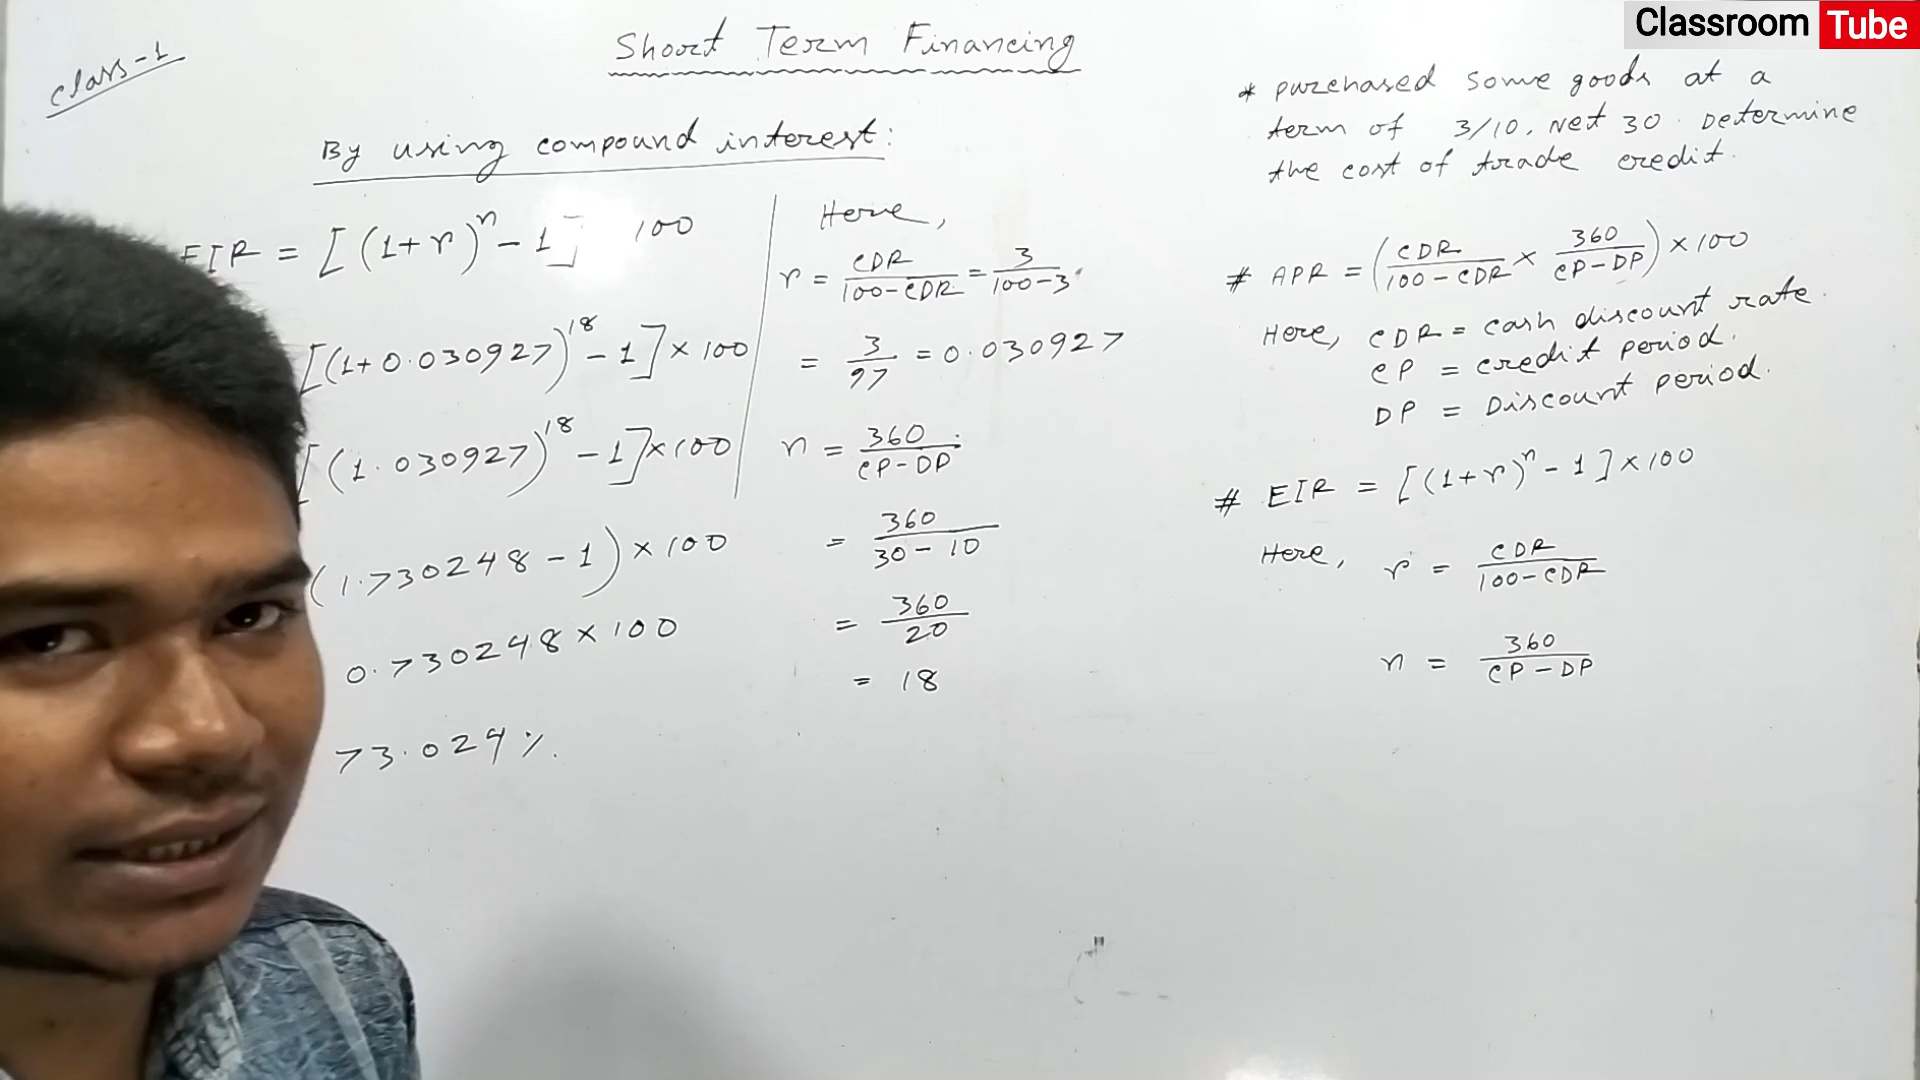 Classroom Tube
class-1
Short Term Financing
By using compound interest:
EIR = [(1+r)^n - 1] 100
[(1+0.030927)^18 - 1] × 100
[(1.030927)^18 - 1] × 100
(1.730248 - 1) × 100
0.730248 × 100
73.024%.
Here,
r = CDR/100-CDR = 3/100-3
= 3/97 = 0.030927
n = 360/CP-DP
= 360/30-10
= 360/20
= 18
* purchased some goods at a
term of 3/10, Net 30. Determine
the cost of trade credit.
# APR = (CDR/100-CDR × 360/CP-DP) × 100
Here, CDR = cash discount rate.
CP = credit period.
DP = Discount period.
# EIR = [(1+r)^n - 1] × 100
Here, r = CDR/100-CDR
n = 360/CP-DP